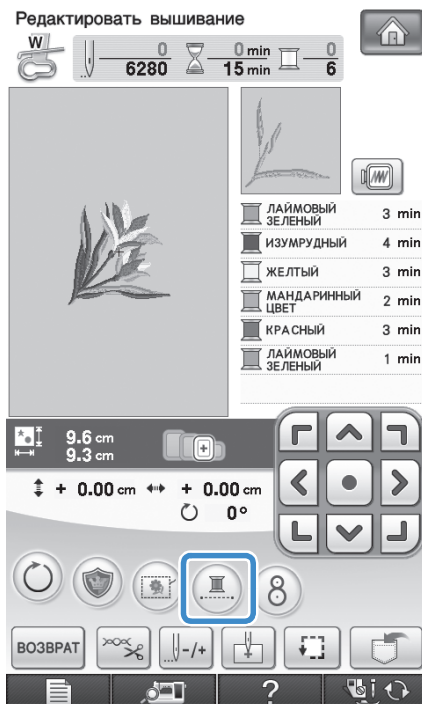 Редактировать вышивание
W
0
6280
0 min
15 min
0
6
ЛАЙМОВЫЙ
ЗЕЛЕНЫЙ
3 min
ИЗУМРУДНЫЙ
4 min
ЖЕЛТЫЙ
3 min
МАНДАРИННЫЙ
ЦВЕТ
2 min
КРАСНЫЙ
3 min
ЛАЙМОВЫЙ
ЗЕЛЕНЫЙ
1 min
9.6 cm
9.3 cm
+ 0.00 cm + 0.00 cm
0°
8
ВОЗВРАТ
-/+
?